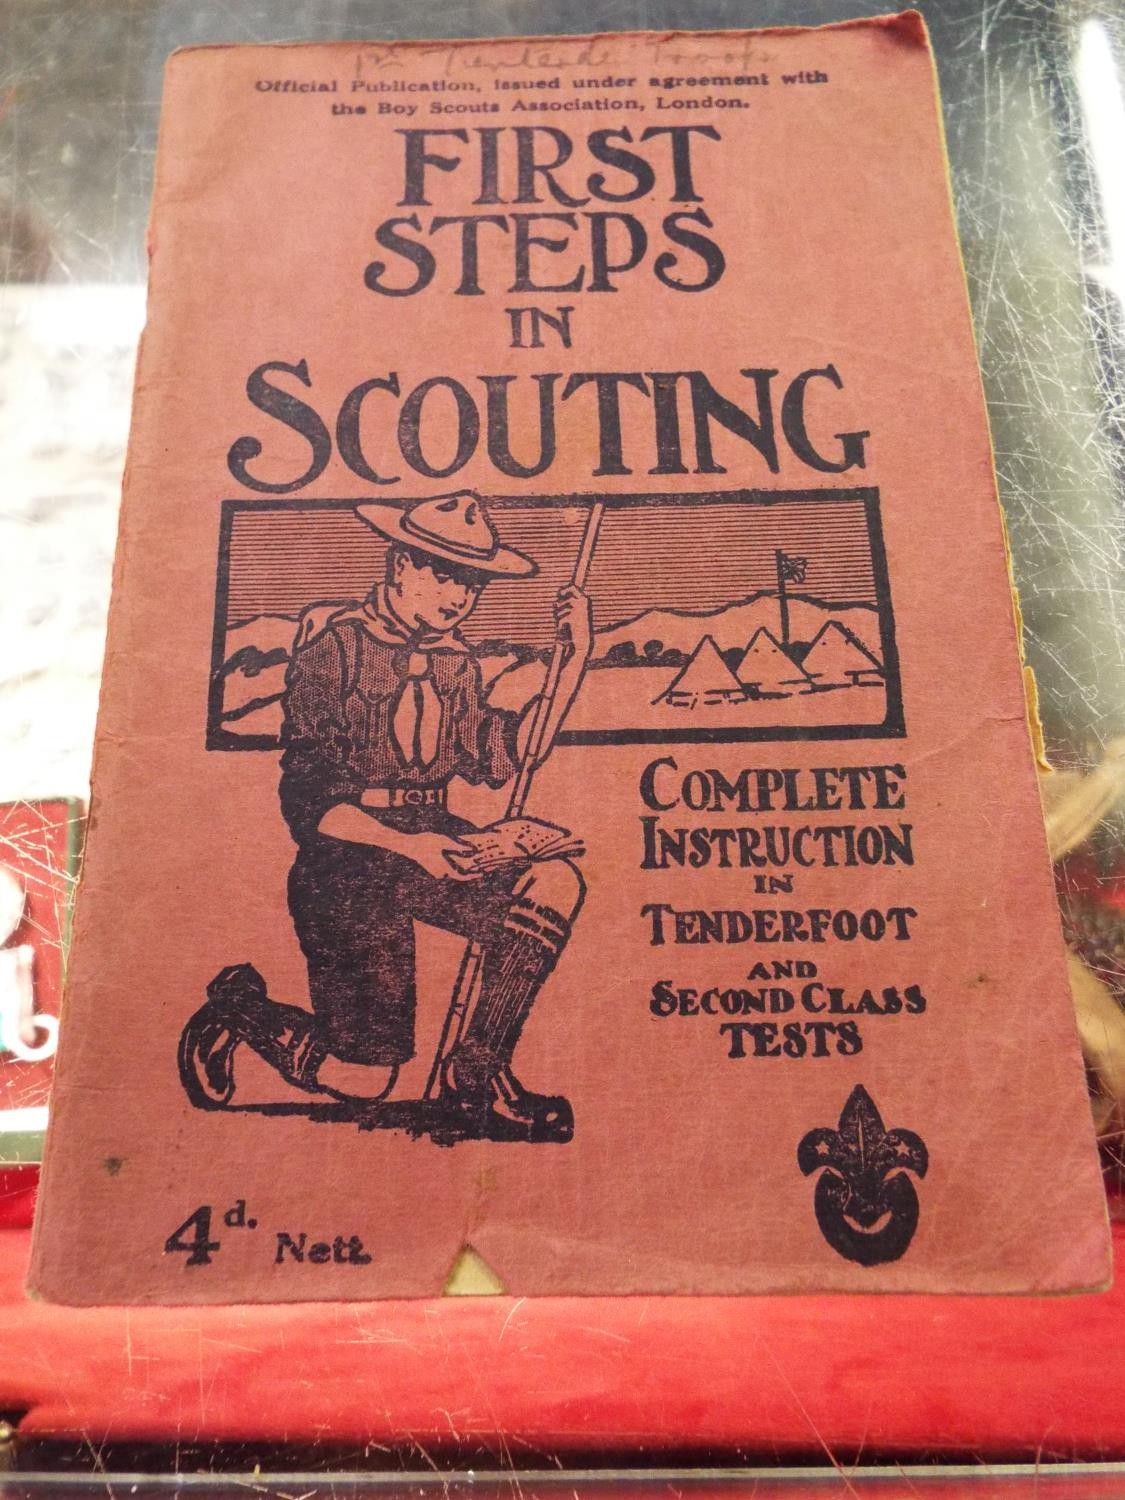 Official Publication, issued under agreement with
the Boy Scouts Association, London.
FIRST
STEPS
IN
SCOUTING
COMPLETE
INSTRUCTION
IN
TENDERFOOT
AND
SECOND CLASS
TESTS
4d. Nett.